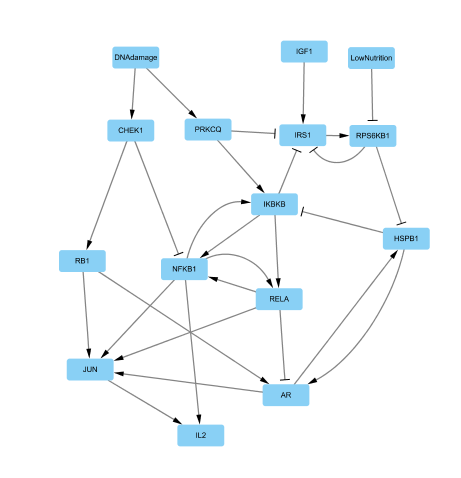 IGF1
DNAdamage
LowNutrition
CHEK1
PRKCQ
IRS1
RPS6KB1
IKBKB
HSPB1
RB1
NFKB1
RELA
JUN
AR
IL2